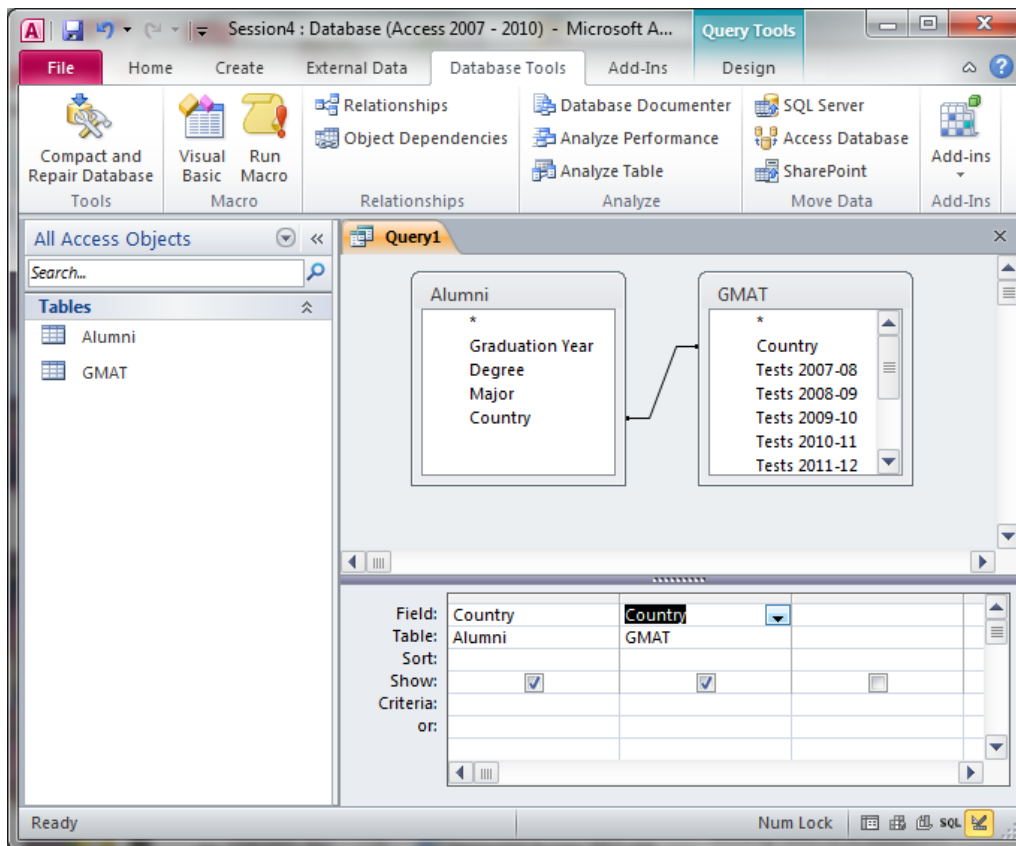 Session4 : Database (Access 2007 - 2010) - Microsoft A...
Query Tools
File Home Create External Data Database Tools Add-Ins Design
Compact and
Repair Database
Tools
Visual
Basic
Run
Macro
Macro
Relationships
Object Dependencies
Relationships
Database Documenter
Analyze Performance
Analyze Table
Analyze
SQL Server
Access Database
SharePoint
Move Data
Add-ins
Add-Ins
All Access Objects
Search...
Tables
Alumni
GMAT
Query1
Alumni
*
Graduation Year
Degree
Major
Country
GMAT
*
Country
Tests 2007-08
Tests 2008-09
Tests 2009-10
Tests 2010-11
Tests 2011-12
Field: Country Country
Table: Alumni GMAT
Sort:
Show:
Criteria:
or:
Ready
Num Lock
SQL